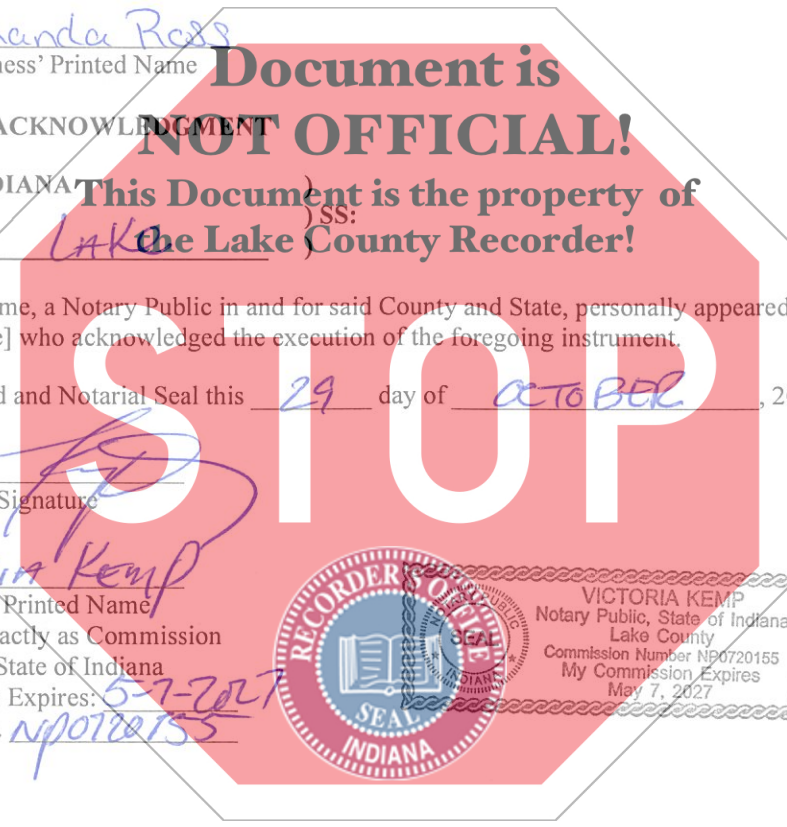 anda Ross
ness' Printed Name
Document is
NOT OFFICIAL!
This Document is the property of
the Lake County Recorder!
ACKNOWLEDGMENT
DIANA )
) SS:
LAKE )
me, a Notary Public in and for said County and State, personally appeared
e] who acknowledged the execution of the foregoing instrument.
d and Notarial Seal this 29 day of OCTOBER, 2
STOP
Signature
KEMP
Printed Name
actly as Commission
State of Indiana
Expires: 5-7-2027
NP0720155
RECORDER'S OFFICE
SEAL
INDIANA
NOTARY PUBLIC
SEAL
INDIANA
VICTORIA KEMP
Notary Public, State of Indiana
Lake County
Commission Number NP0720155
My Commission Expires
May 7, 2027